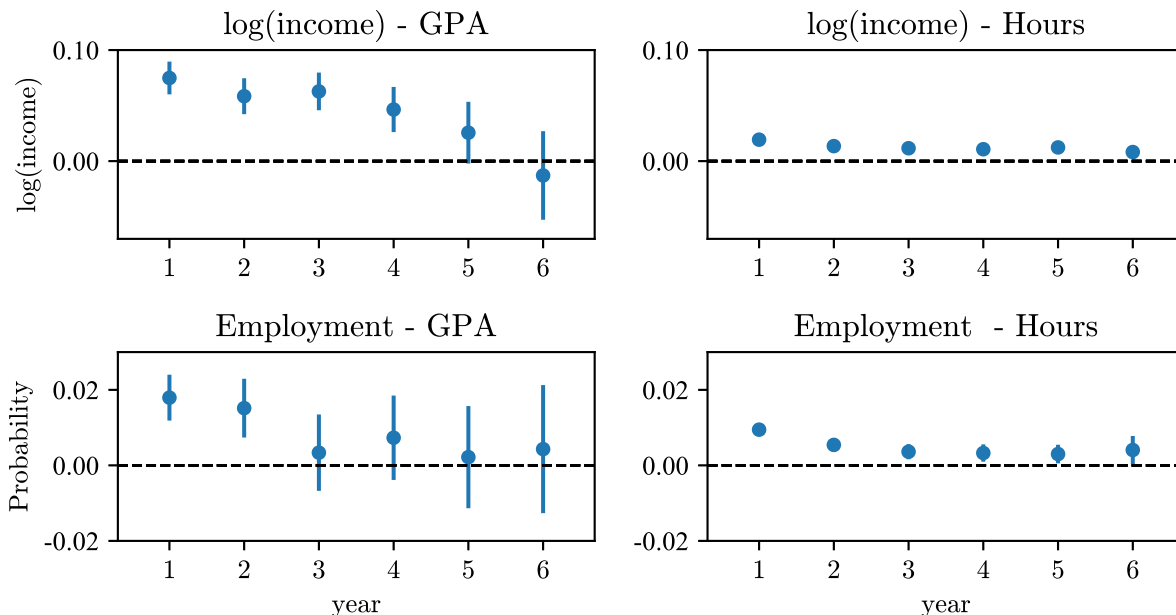 log(income) - GPA
0.10
0.00
log(income)
1 2 3 4 5 6
log(income) - Hours
0.10
0.00
1 2 3 4 5 6
Employment - GPA
0.02
0.00
-0.02
Probability
1 2 3 4 5 6
year
Employment - Hours
0.02
0.00
-0.02
1 2 3 4 5 6
year